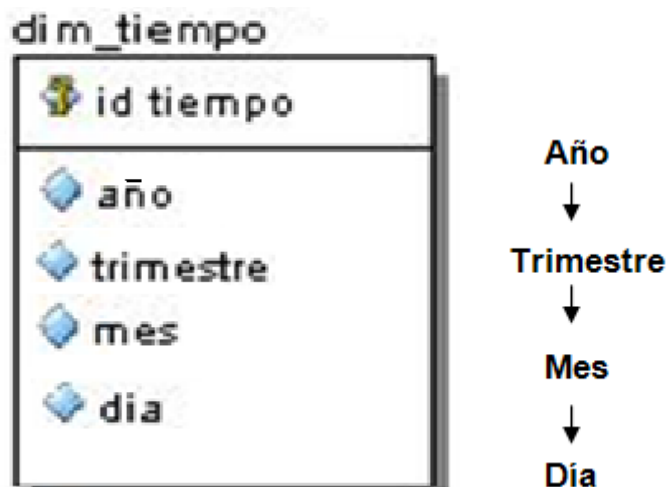 dim_tiempo
id tiempo
año
trimestre
mes
dia
Año
Trimestre
Mes
Día